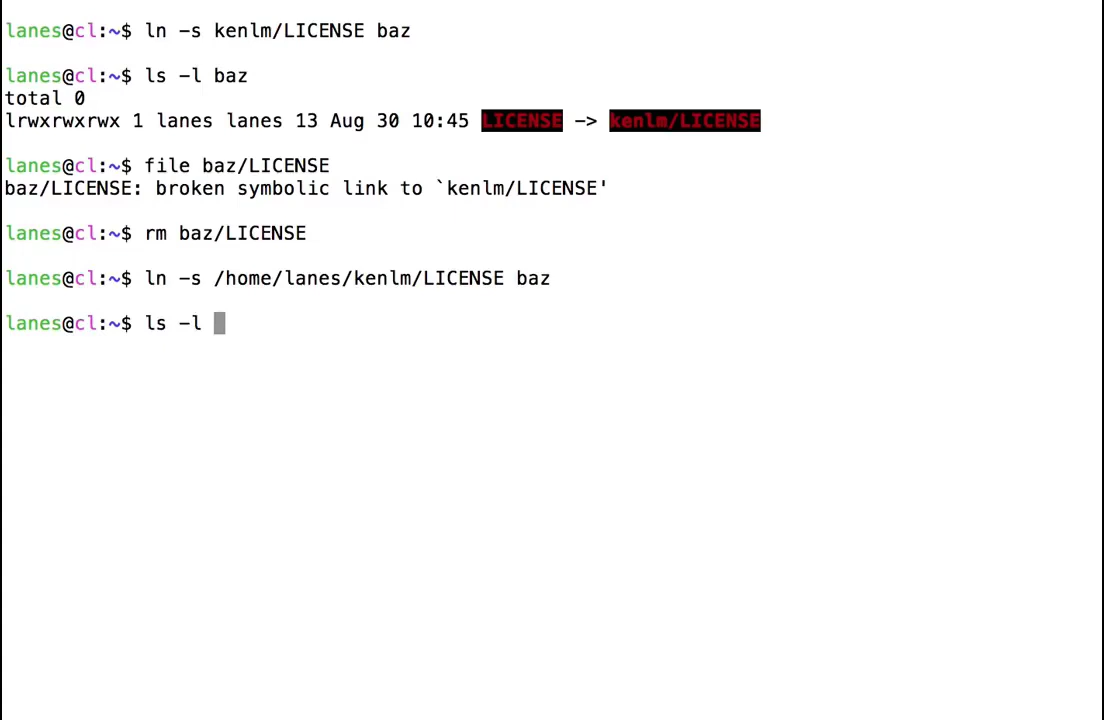 lanes@cl:~$ ln -s kenlm/LICENSE baz
lanes@cl:~$ ls -l baz
total 0
lrwxrwxrwx 1 lanes lanes 13 Aug 30 10:45 LICENSE -> kenlm/LICENSE
lanes@cl:~$ file baz/LICENSE
baz/LICENSE: broken symbolic link to `kenlm/LICENSE'
lanes@cl:~$ rm baz/LICENSE
lanes@cl:~$ ln -s /home/lanes/kenlm/LICENSE baz
lanes@cl:~$ ls -l